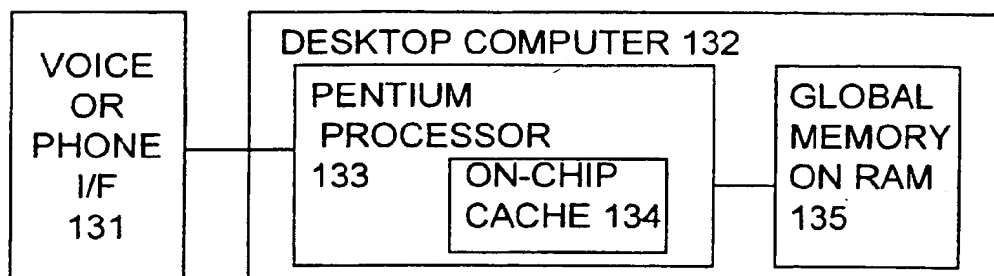 VOICE
OR
PHONE
I/F
131
DESKTOP COMPUTER 132
PENTIUM
PROCESSOR
133
ON-CHIP
CACHE 134
GLOBAL
MEMORY
ON RAM
135